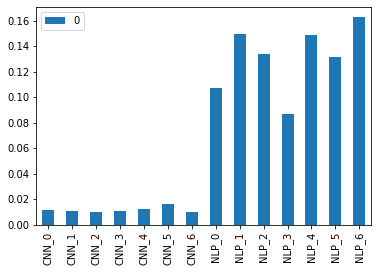 0
0.16
0.14
0.12
0.10
0.08
0.06
0.04
0.02
0.00
CNN_0
CNN_1
CNN_2
CNN_3
CNN_4
CNN_5
CNN_6
NLP_0
NLP_1
NLP_2
NLP_3
NLP_4
NLP_5
NLP_6